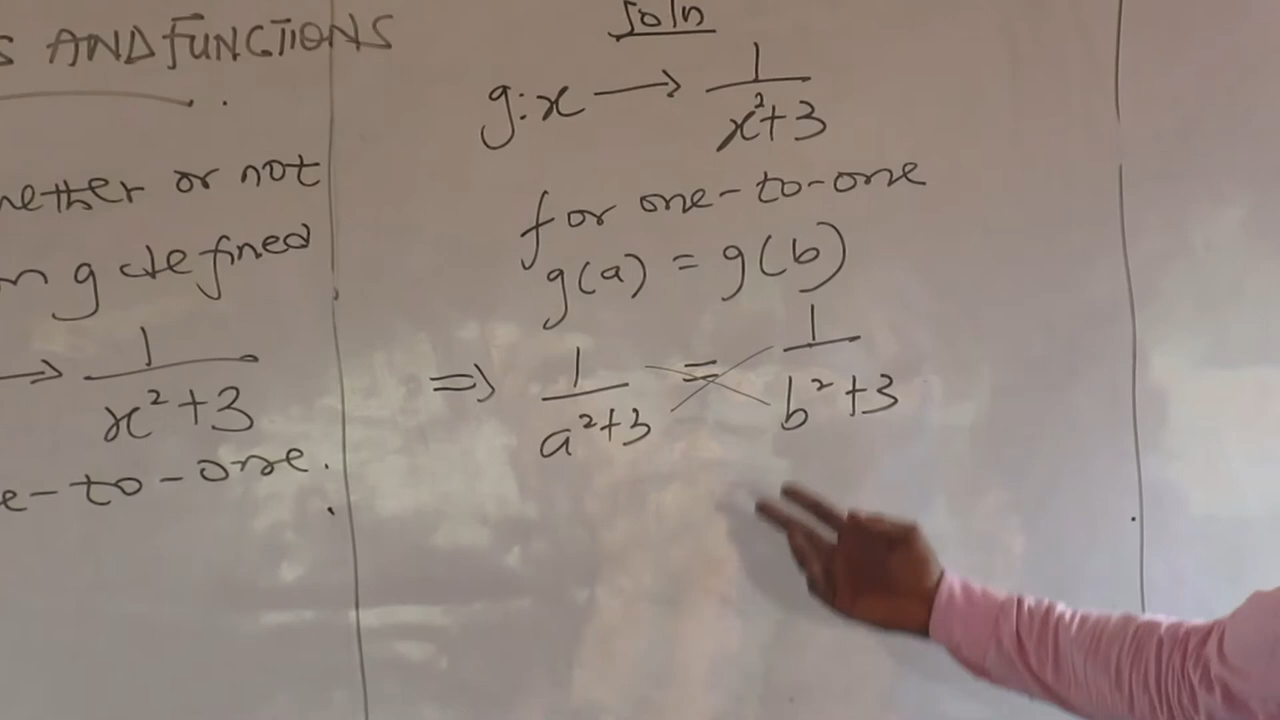 S AND FUNCTIONS
hether or not
n g defined
→ 1/(x²+3)
e-to-one.
Soln
g:x → 1/(x²+3)
for one-to-one
g(a) = g(b)
⇒ 1/(a²+3) = 1/(b²+3)